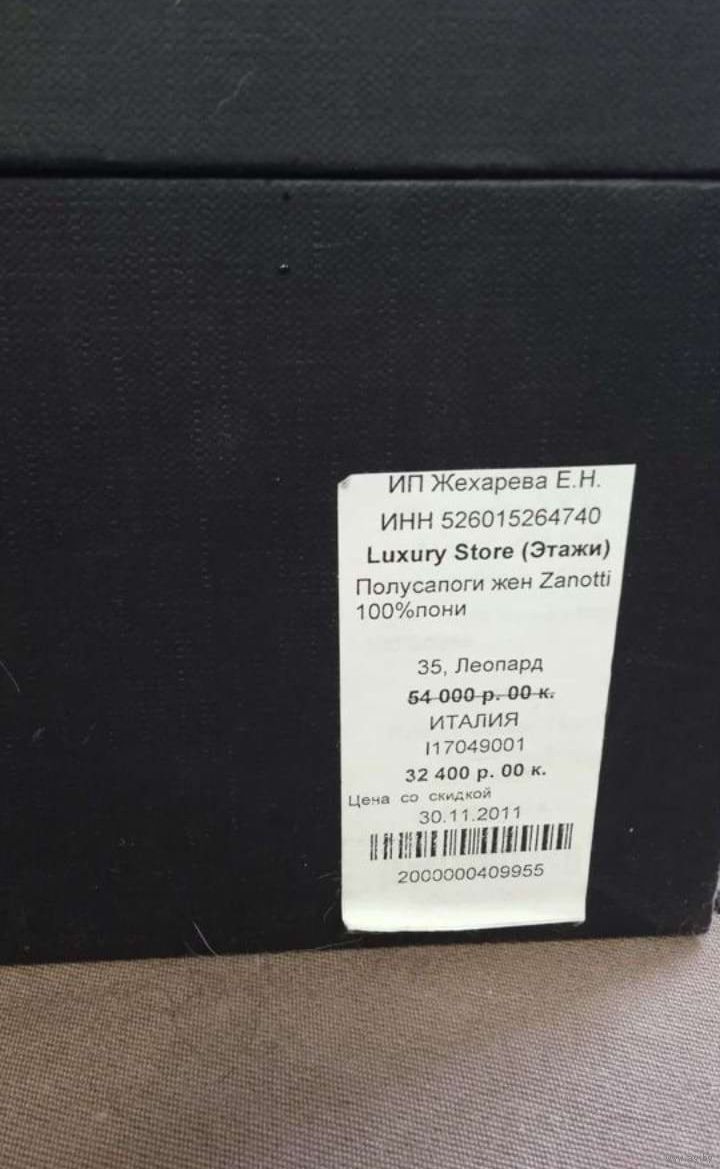 ИП Жехарева Е.Н.
ИНН 526015264740
Luxury Store (Этажи)
Полусапоги жен Zanotti
100%пони
35, Леопард
54 000 р. 00 к.
ИТАЛИЯ
I17049001
32 400 р. 00 к.
Цена со скидкой
30.11.2011
2000000409955